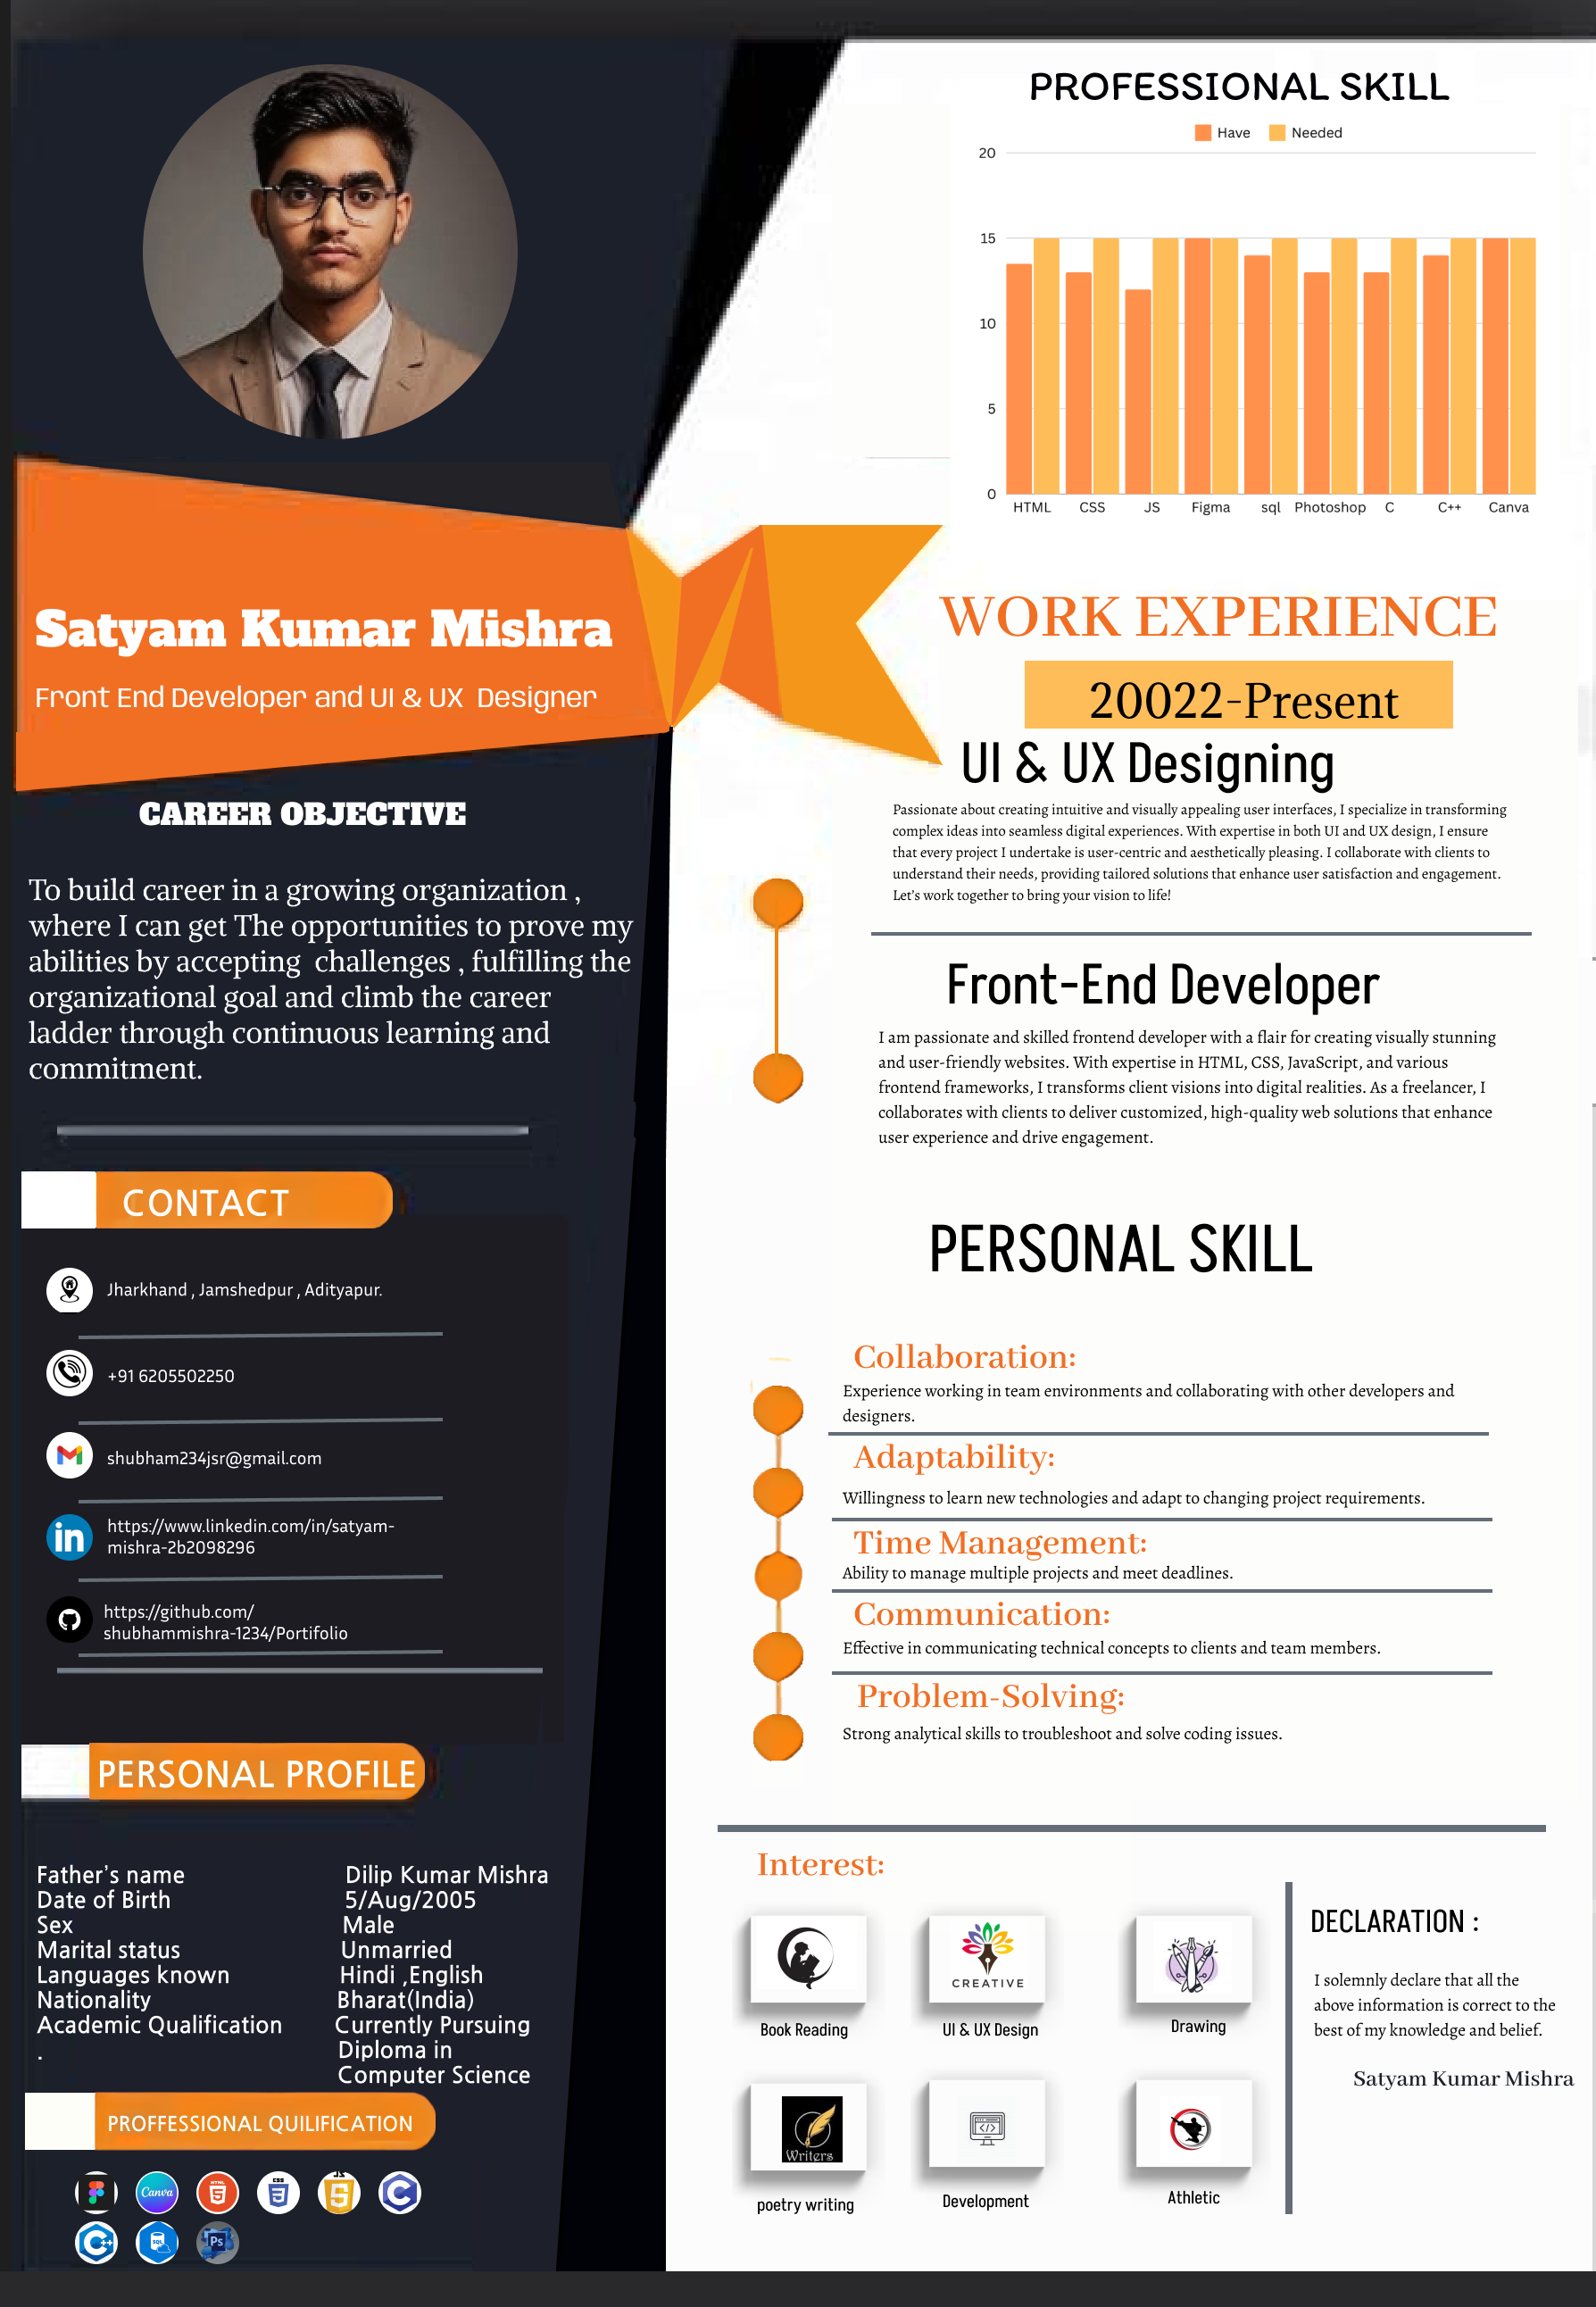 Satyam Kumar Mishra
Front End Developer and UI & UX Designer
CAREER OBJECTIVE
To build career in a growing organization ,
where I can get The opportunities to prove my
abilities by accepting challenges , fulfilling the
organizational goal and climb the career
ladder through continuous learning and
commitment.
CONTACT
Jharkhand , Jamshedpur , Adityapur.
+91 6205502250
shubham234jsr@gmail.com
https://www.linkedin.com/in/satyam-
mishra-2b2098296
https://github.com/
shubhammishra-1234/Portifolio
PERSONAL PROFILE
Father's name Dilip Kumar Mishra
Date of Birth 5/Aug/2005
Sex Male
Marital status Unmarried
Languages known Hindi ,English
Nationality Bharat(India)
Academic Qualification Currently Pursuing
. Diploma in
Computer Science
PROFFESSIONAL QUILIFICATION
Canva
HTML
CSS
JS
C
C++
SQL
Ps
PROFESSIONAL SKILL
Have Needed
20
15
10
5
0
HTML CSS JS Figma sql Photoshop C C++ Canva
WORK EXPERIENCE
20022-Present
UI & UX Designing
Passionate about creating intuitive and visually appealing user interfaces, I specialize in transforming
complex ideas into seamless digital experiences. With expertise in both UI and UX design, I ensure
that every project I undertake is user-centric and aesthetically pleasing. I collaborate with clients to
understand their needs, providing tailored solutions that enhance user satisfaction and engagement.
Let's work together to bring your vision to life!
Front-End Developer
I am passionate and skilled frontend developer with a flair for creating visually stunning
and user-friendly websites. With expertise in HTML, CSS, JavaScript, and various
frontend frameworks, I transforms client visions into digital realities. As a freelancer, I
collaborates with clients to deliver customized, high-quality web solutions that enhance
user experience and drive engagement.
PERSONAL SKILL
Collaboration:
Experience working in team environments and collaborating with other developers and
designers.
Adaptability:
Willingness to learn new technologies and adapt to changing project requirements.
Time Management:
Ability to manage multiple projects and meet deadlines.
Communication:
Effective in communicating technical concepts to clients and team members.
Problem-Solving:
Strong analytical skills to troubleshoot and solve coding issues.
Interest:
CREATIVE
Book Reading UI & UX Design Drawing
Writers
poetry writing Development Athletic
DECLARATION :
I solemnly declare that all the
above information is correct to the
best of my knowledge and belief.
Satyam Kumar Mishra